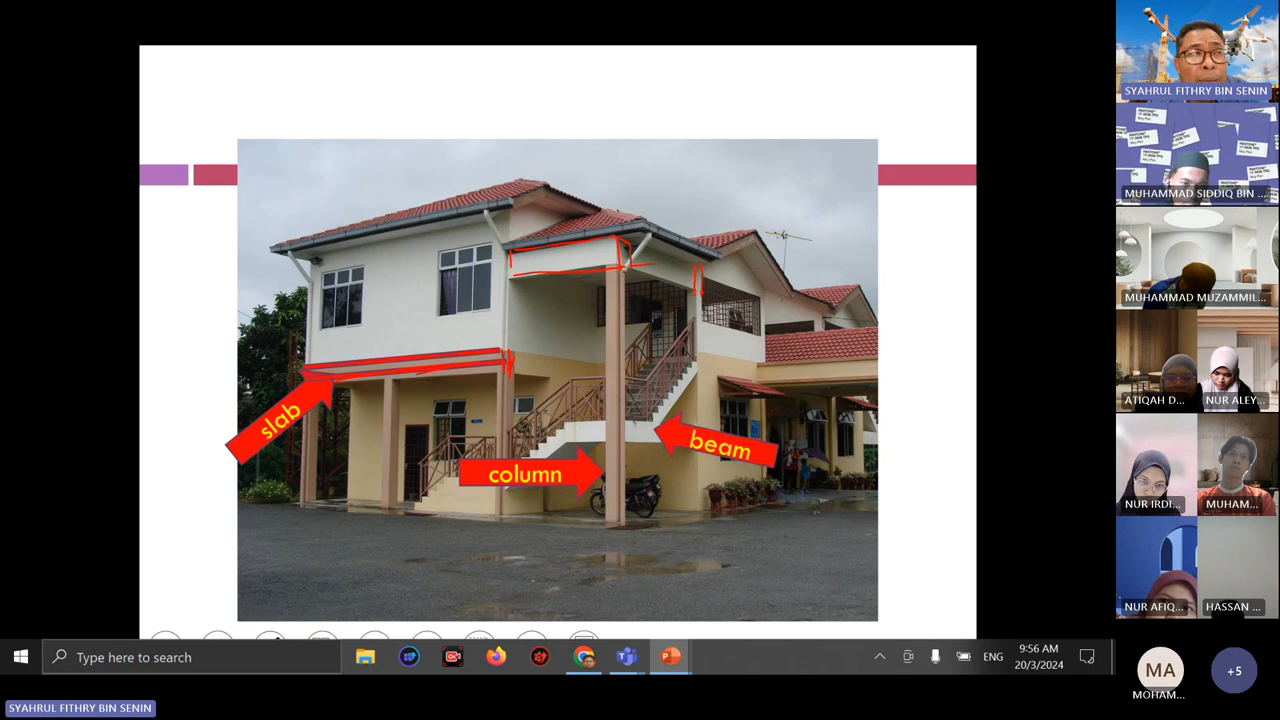 slab
column
beam
Type here to search
ENG
9:56 AM
20/3/2024
SYAHRUL FITHRY BIN SENIN
SYAHRUL FITHRY BIN SENIN
MUHAMMAD SIDDIQ BIN ...
MUHAMMAD MUZAMMIL...
ATIQAH D...
NUR ALEY...
NUR IRDI...
MUHAM...
NUR AFIQ...
HASSAN ...
MA
MOHAM...
+5